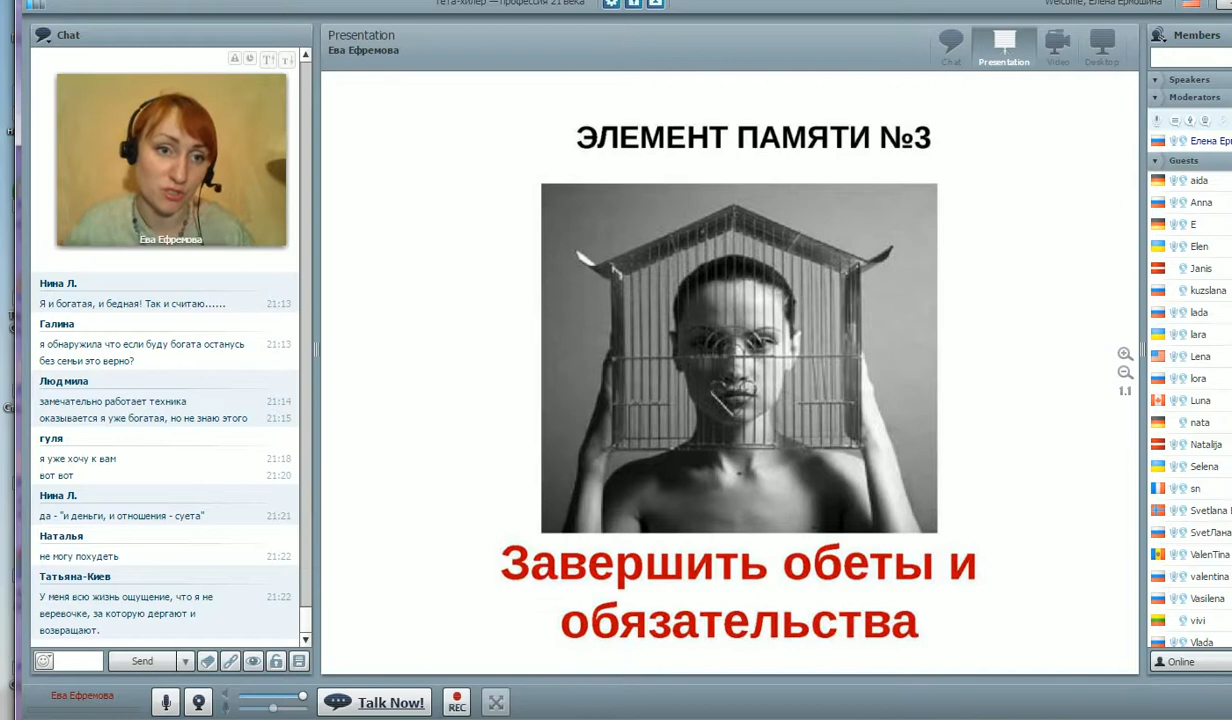 тета-хилер – профессия 21 века
Welcome, Елена Ермошина
Chat
Ева Ефремова
Нина Л.
Я и богатая, и бедная! Так и считаю...... 21:13
Галина
я обнаружила что если буду богата останусь 21:13
без семьи это верно?
Людмила
замечательно работает техника 21:14
оказывается я уже богатая, но не знаю этого 21:15
гуля
я уже хочу к вам 21:18
вот вот 21:20
Нина Л.
да - "и деньги, и отношения - суета" 21:21
Наталья
не могу похудеть 21:22
Татьяна-Киев
У меня всю жизнь ощущение, что я не 21:22
веревочке, за которую дергают и
возвращают.
Send
Ева Ефремова
Talk Now!
REC
Presentation
Ева Ефремова
Chat
Presentation
Video
Desktop
ЭЛЕМЕНТ ПАМЯТИ №3
Завершить обеты и
обязательства
1.1
Members
Speakers
Moderators
Елена Ерм
Guests
aida
Anna
E
Elen
Janis
kuzslana
lada
lara
Lena
lora
Luna
nata
Natalija
Selena
sn
Svetlana
SvetЛана
ValenTina
valentina
Vasilena
vivi
Vlada
Online